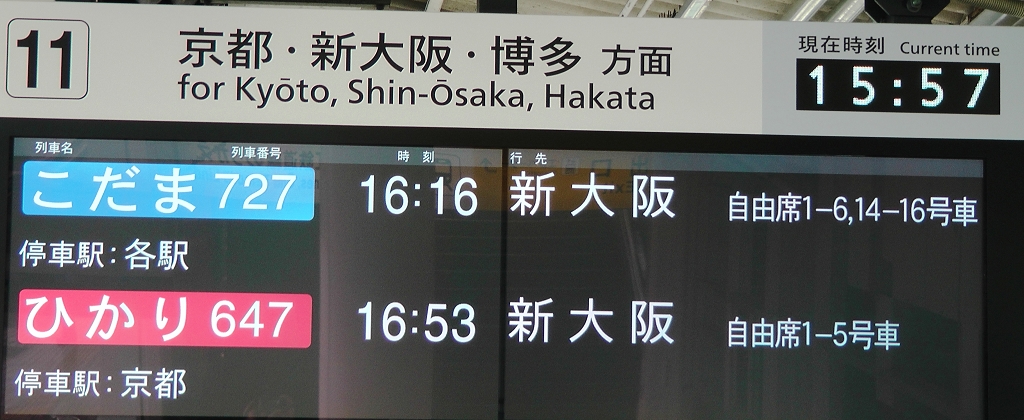 11
京都・新大阪・博多 方面
for Kyōto, Shin-Ōsaka, Hakata
現在時刻 Current time
15:57
列車名 列車番号 時刻 行先
こだま 727 16:16 新大阪 自由席1-6,14-16号車
停車駅：各駅
ひかり 647 16:53 新大阪 自由席1-5号車
停車駅：京都